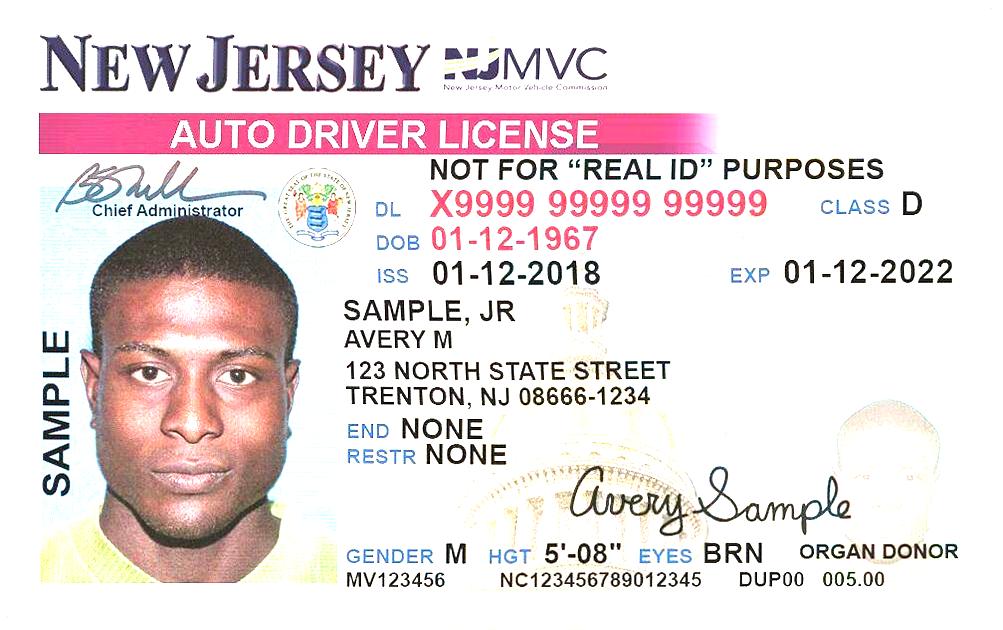 NEW JERSEY NJMVC
New Jersey Motor Vehicle Commission
AUTO DRIVER LICENSE
NOT FOR “REAL ID” PURPOSES
Chief Administrator
DL X9999 99999 99999 CLASS D
DOB 01-12-1967
ISS 01-12-2018 EXP 01-12-2022
SAMPLE, JR
AVERY M
123 NORTH STATE STREET
TRENTON, NJ 08666-1234
END NONE
RESTR NONE
SAMPLE
Avery Sample
GENDER M HGT 5'-08" EYES BRN ORGAN DONOR
MV123456 NC123456789012345 DUP00 005.00